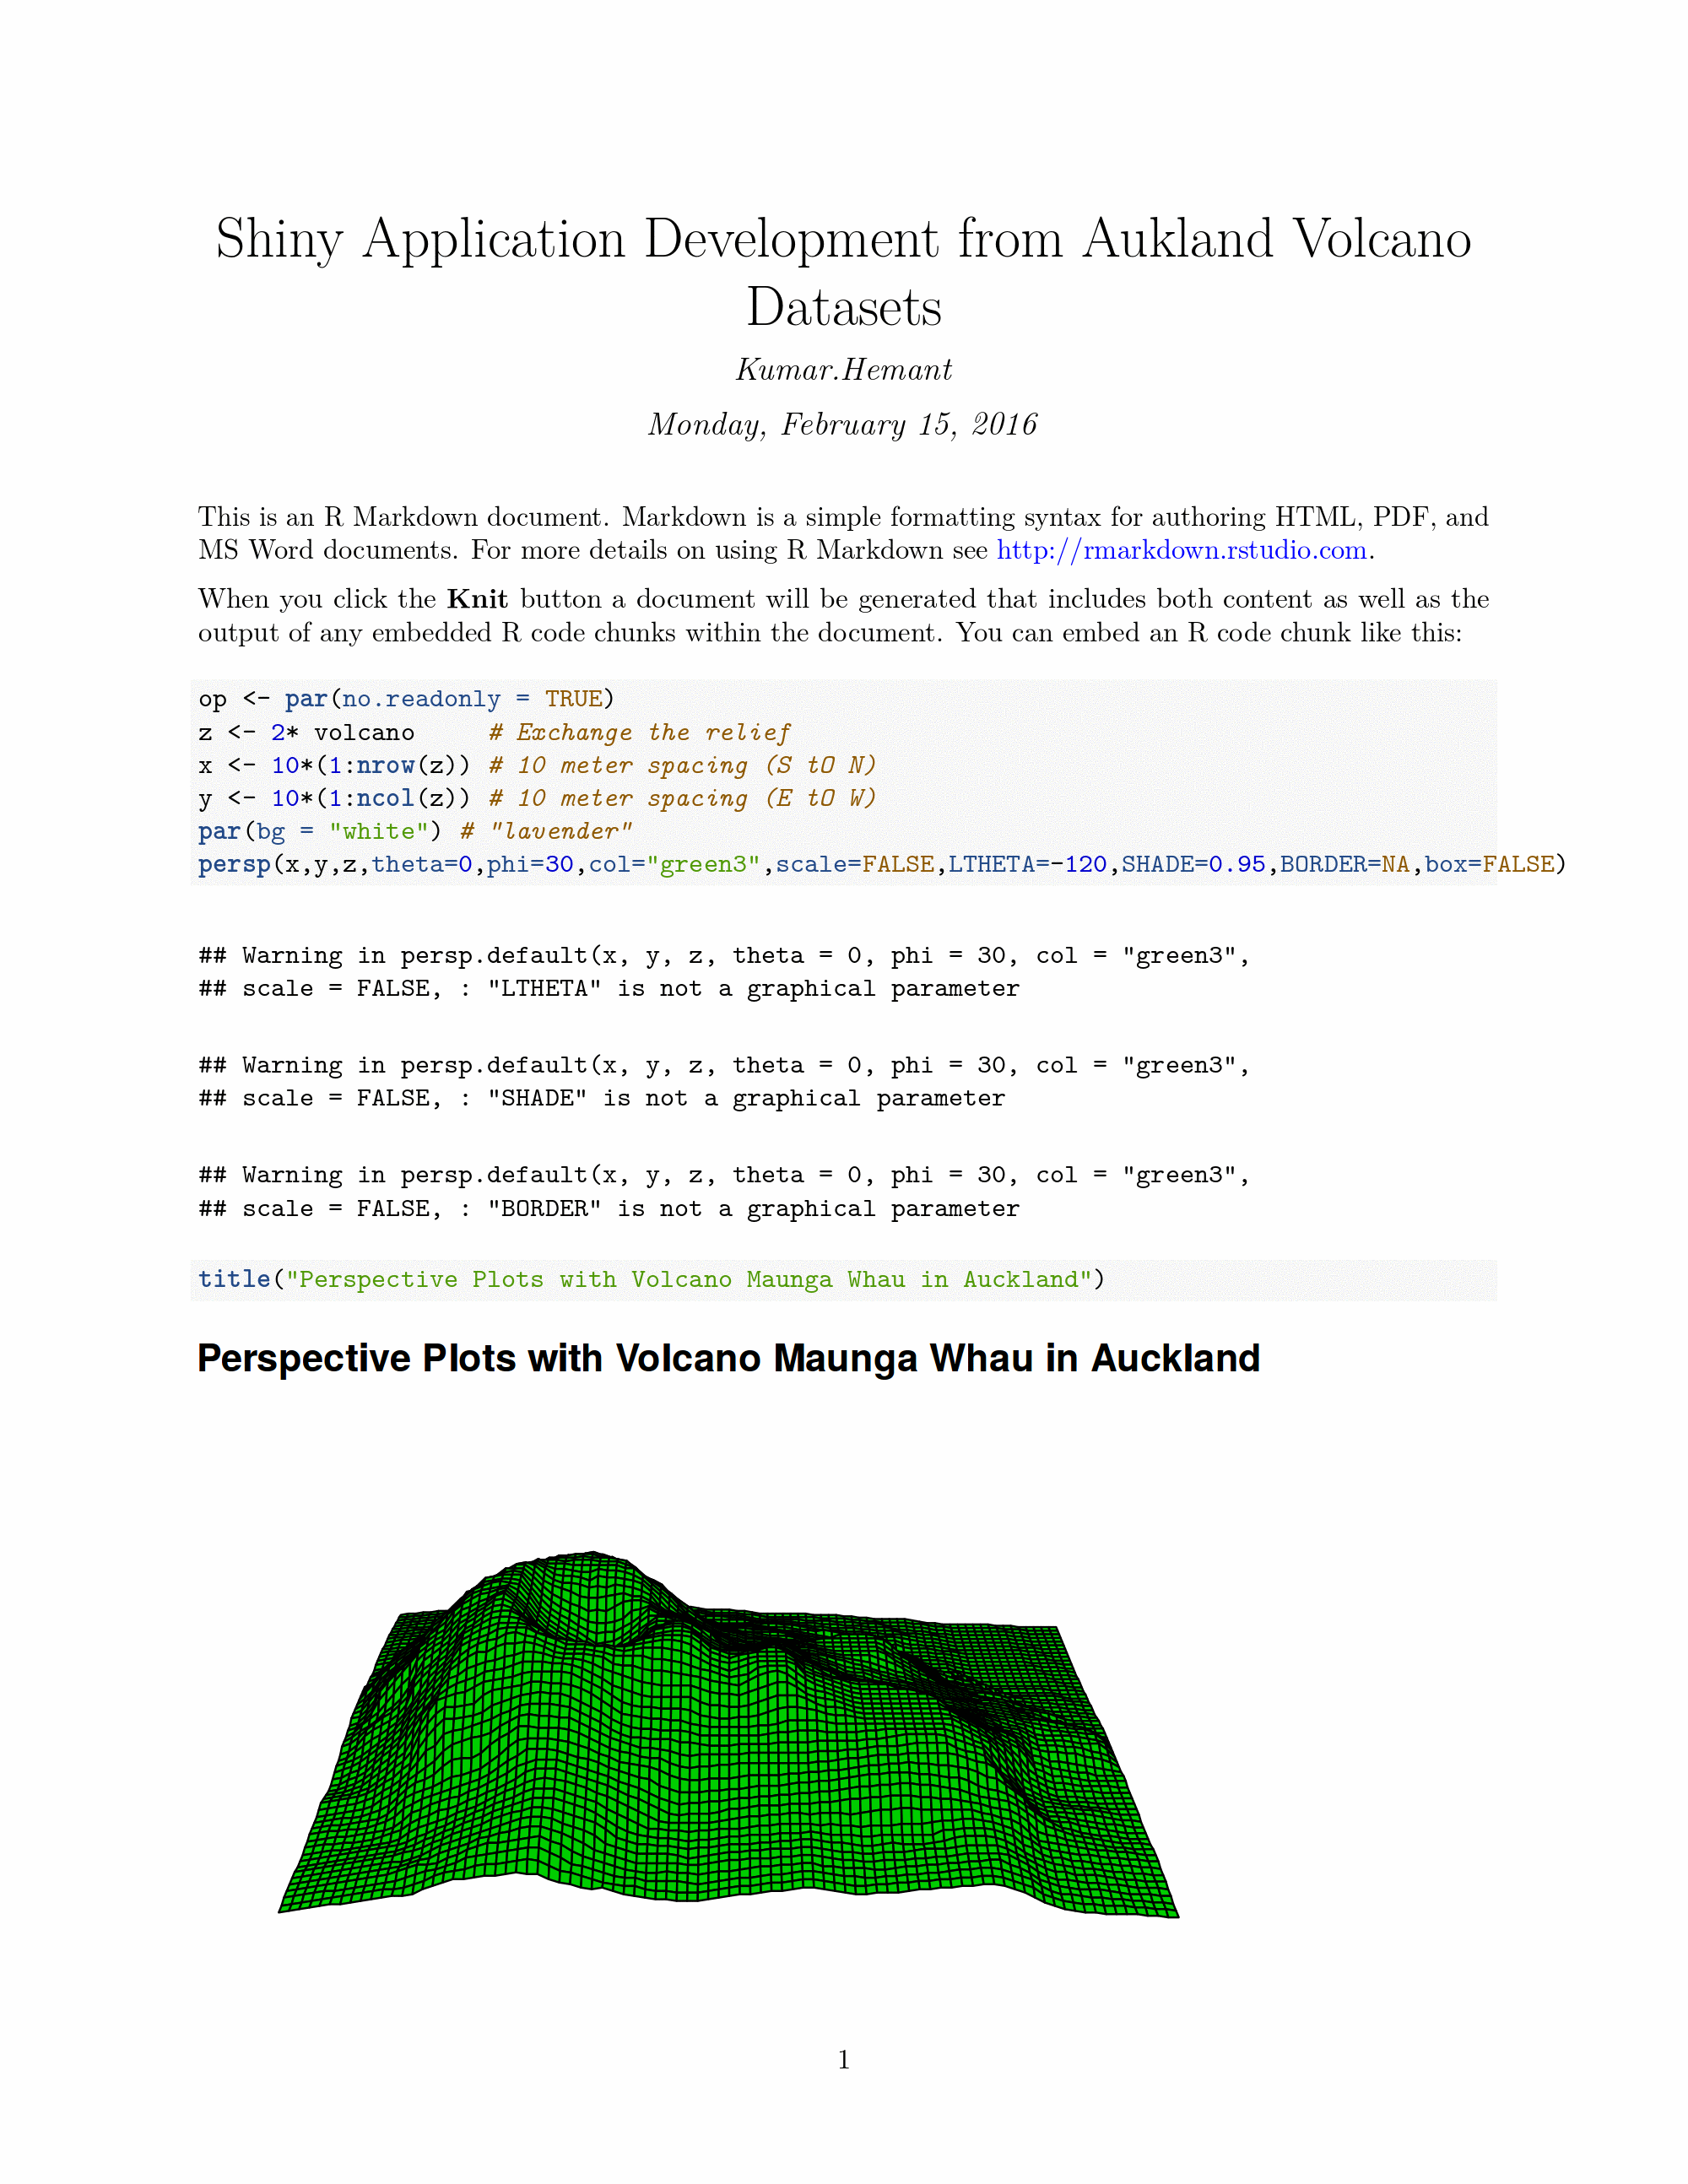 Shiny Application Development from Aukland Volcano
Datasets
Kumar.Hemant
Monday, February 15, 2016
This is an R Markdown document. Markdown is a simple formatting syntax for authoring HTML, PDF, and
MS Word documents. For more details on using R Markdown see http://rmarkdown.rstudio.com.
When you click the Knit button a document will be generated that includes both content as well as the
output of any embedded R code chunks within the document. You can embed an R code chunk like this:
op <- par(no.readonly = TRUE)
z <- 2* volcano     # Exchange the relief
x <- 10*(1:nrow(z)) # 10 meter spacing (S tO N)
y <- 10*(1:ncol(z)) # 10 meter spacing (E tO W)
par(bg = "white") # "lavender"
persp(x,y,z,theta=0,phi=30,col="green3",scale=FALSE,LTHETA=-120,SHADE=0.95,BORDER=NA,box=FALSE)
## Warning in persp.default(x, y, z, theta = 0, phi = 30, col = "green3",
## scale = FALSE, : "LTHETA" is not a graphical parameter
## Warning in persp.default(x, y, z, theta = 0, phi = 30, col = "green3",
## scale = FALSE, : "SHADE" is not a graphical parameter
## Warning in persp.default(x, y, z, theta = 0, phi = 30, col = "green3",
## scale = FALSE, : "BORDER" is not a graphical parameter
title("Perspective Plots with Volcano Maunga Whau in Auckland")
Perspective Plots with Volcano Maunga Whau in Auckland
1